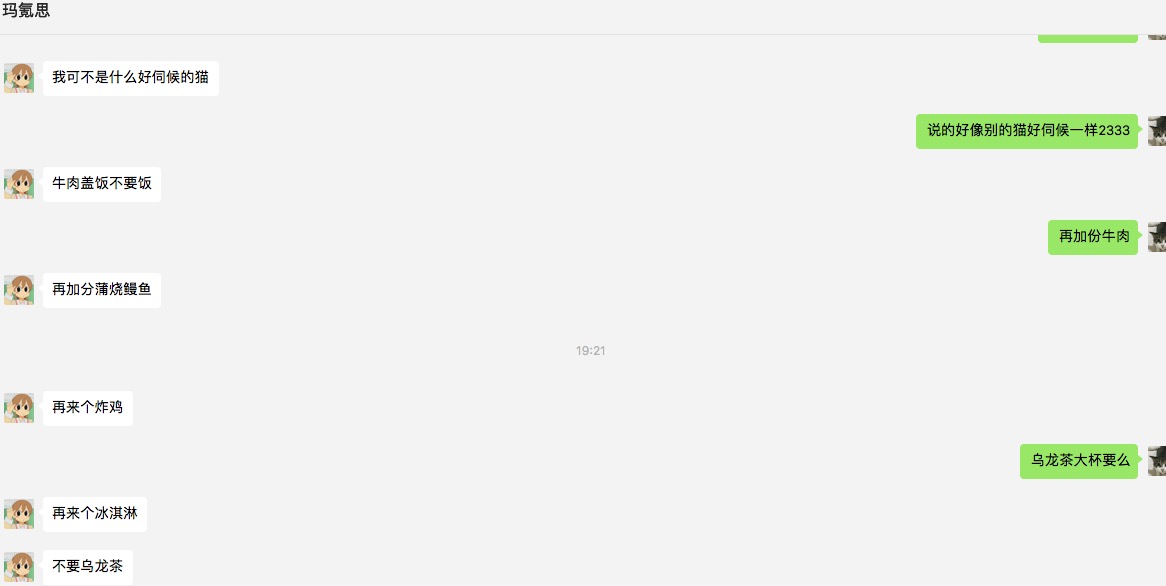 玛氪思
我可不是什么好伺候的猫
说的好像别的猫好伺候一样2333
牛肉盖饭不要饭
再加份牛肉
再加分蒲烧鳗鱼
19:21
再来个炸鸡
乌龙茶大杯要么
再来个冰淇淋
不要乌龙茶